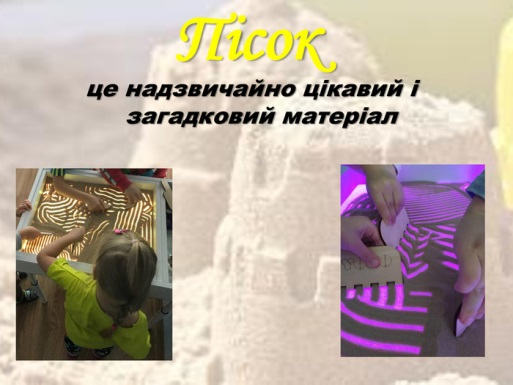 Пісок
це надзвичайно цікавий і
загадковий матеріал